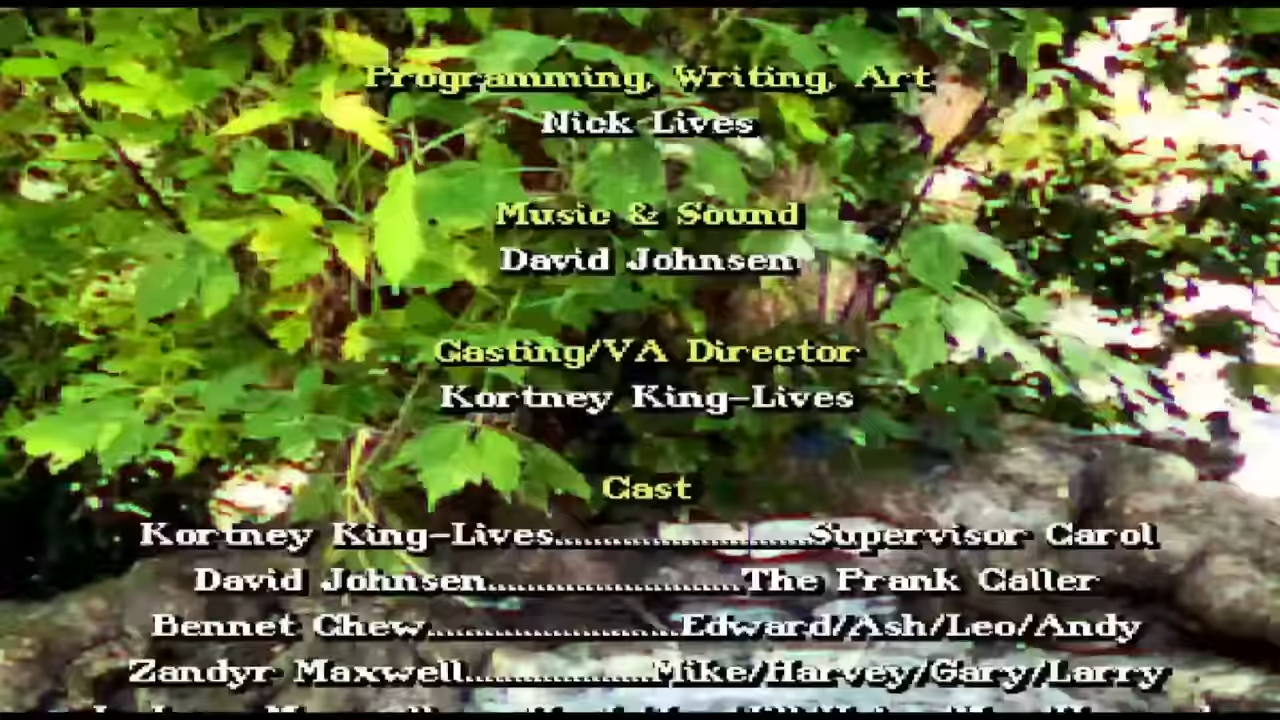 Programming, Writing, Art
Nick Lives
Music & Sound
David Johnsen
Casting/VA Director
Kortney King-Lives
Cast
Kortney King-Lives.........................Supervisor Carol
David Johnsen.........................The Prank Caller
Bennet Chew.........................Edward/Ash/Leo/Andy
Zandyr Maxwell..................Mike/Harvey/Gary/Larry